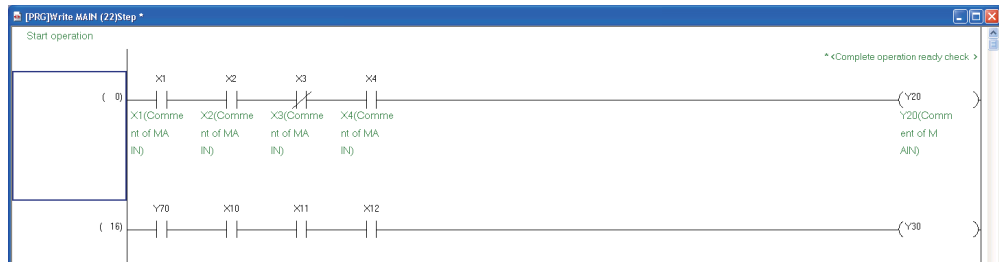 [PRG]Write MAIN (22)Step *
Start operation
* <Complete operation ready check >
X1 X2 X3 X4
( 0) ( Y20 )
X1(Comme X2(Comme X3(Comme X4(Comme Y20(Comm
nt of MA nt of MA nt of MA nt of MA ent of M
IN) IN) IN) IN) AIN)
Y70 X10 X11 X12
( 16) ( Y30 )